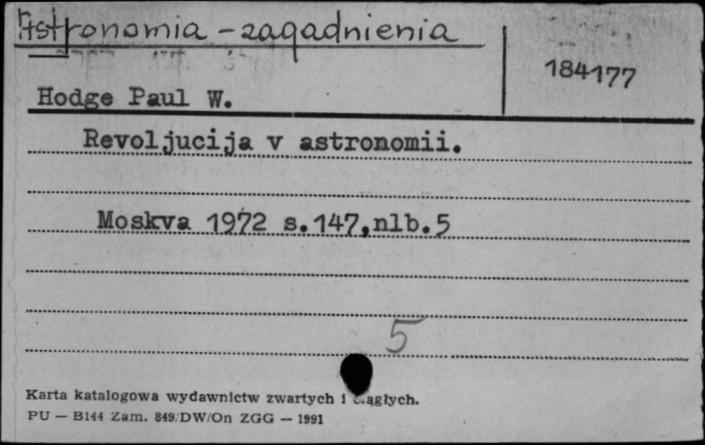 Astronomia - zagadnienia
184177
Hodge Paul W.
Revoljucija v astronomii.
Moskva 1972 s.147,nlb.5
5
Karta katalogowa wydawnictw zwartych i ciągłych.
PU — B144 Zam. 849/DW/On ZGG — 1991